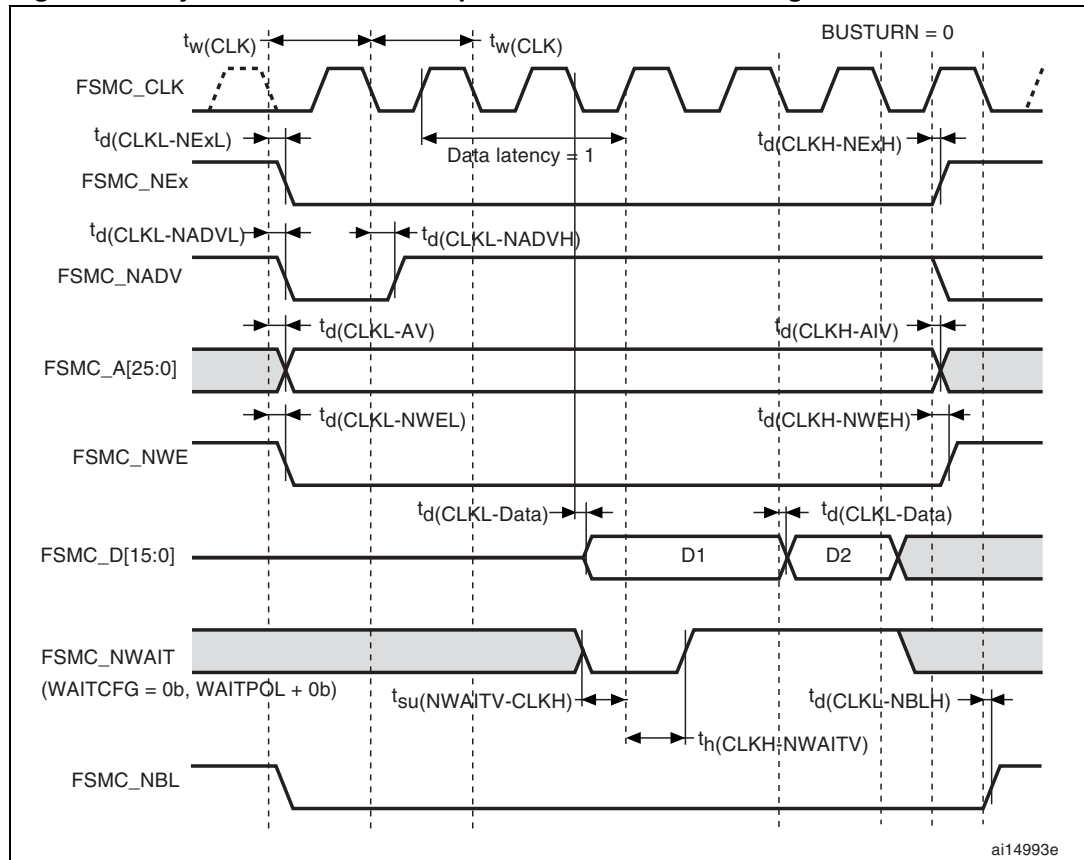 BUSTURN = 0
tw(CLK)
tw(CLK)
FSMC_CLK
td(CLKL-NExL)
Data latency = 1
td(CLKH-NExH)
FSMC_NEx
td(CLKL-NADVL)
td(CLKL-NADVH)
FSMC_NADV
td(CLKL-AV)
td(CLKH-AIV)
FSMC_A[25:0]
td(CLKL-NWEL)
td(CLKH-NWEH)
FSMC_NWE
td(CLKL-Data)
td(CLKL-Data)
FSMC_D[15:0]
D1
D2
FSMC_NWAIT
(WAITCFG = 0b, WAITPOL + 0b)
tsu(NWAITV-CLKH)
td(CLKL-NBLH)
th(CLKH-NWAITV)
FSMC_NBL
ai14993e